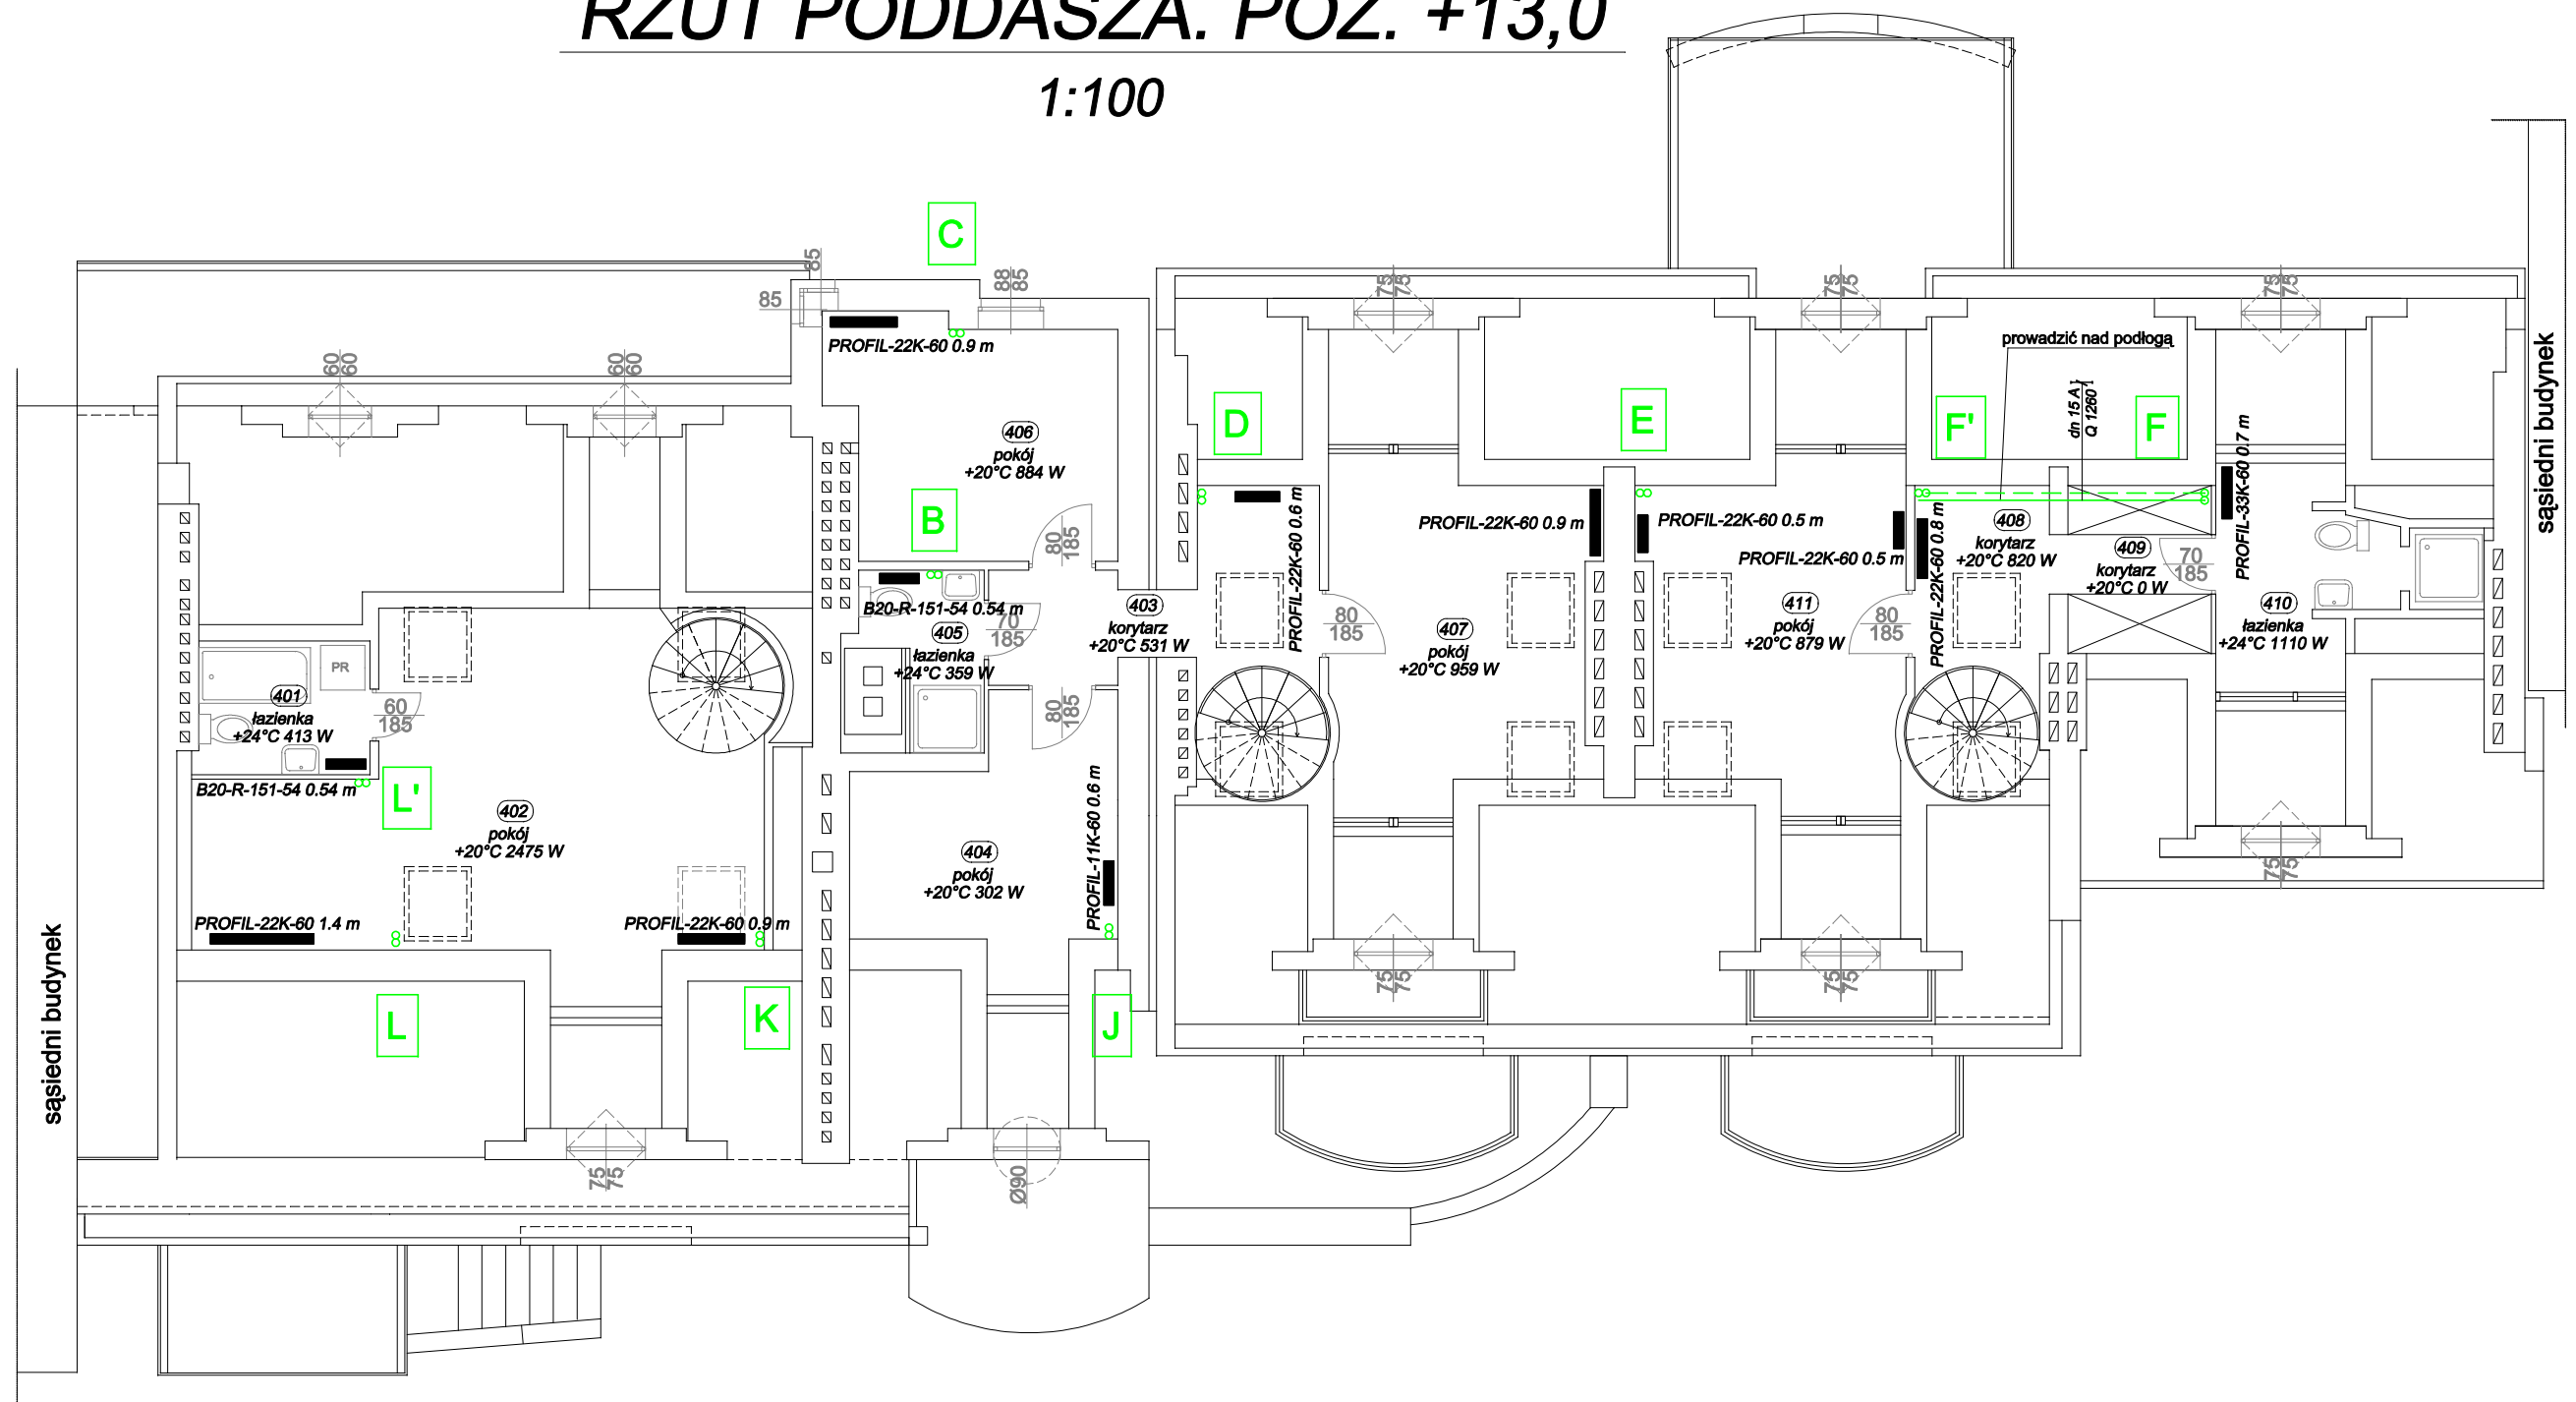 RZUT PODDASZA. POZ. +13,0
1:100
C
85
85
88
85
75
75
75
75
75
75
prowadzić nad podłogą
sąsiedni budynek
PROFIL-22K-60 0.9 m
60
60
60
60
dn 15 A
Q 1260
D
E
F'
F
406
pokój
+20°C 884 W
B
80
185
PROFIL-22K-60 0.6 m
PROFIL-22K-60 0.9 m
PROFIL-22K-60 0.5 m
PROFIL-22K-60 0.5 m
PROFIL-22K-60 0.8 m
408
korytarz
+20°C 820 W
409
korytarz
+20°C 0 W
70
185
PROFIL-33K-60 0.7 m
410
łazienka
+24°C 1110 W
B20-R-151-54 0.54 m
405
łazienka
+24°C 359 W
70
185
403
korytarz
+20°C 531 W
80
185
407
pokój
+20°C 959 W
411
pokój
+20°C 879 W
80
185
PR
401
łazienka
+24°C 413 W
60
185
80
185
B20-R-151-54 0.54 m
L'
402
pokój
+20°C 2475 W
404
pokój
+20°C 302 W
PROFIL-11K-60 0.6 m
75
75
PROFIL-22K-60 1.4 m
PROFIL-22K-60 0.9 m
75
75
75
75
sąsiedni budynek
L
K
J
75
75
Ø90